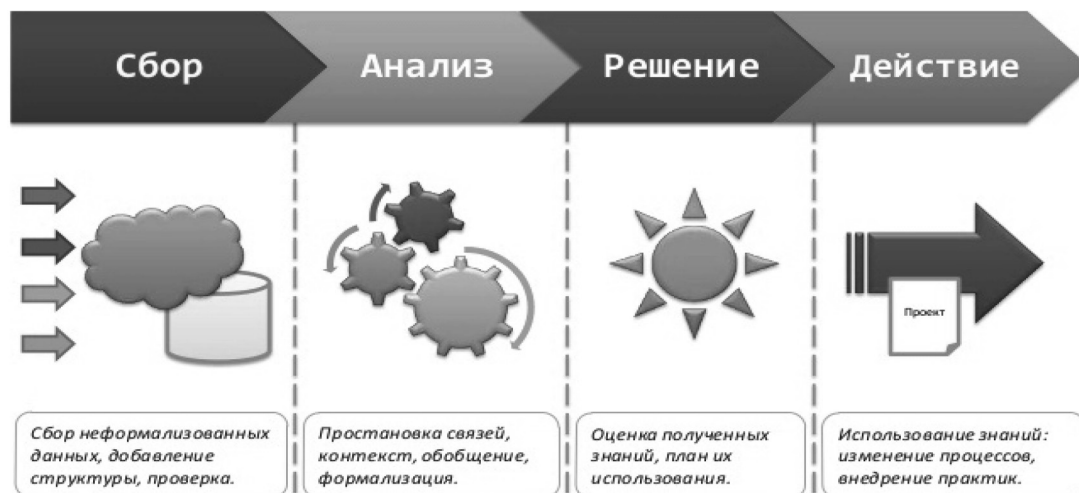 Сбор
Анализ
Решение
Действие
Проект
Сбор неформализованных
данных, добавление
структуры, проверка.
Простановка связей,
контекст, обобщение,
формализация.
Оценка полученных
знаний, план их
использования.
Использование знаний:
изменение процессов,
внедрение практик.